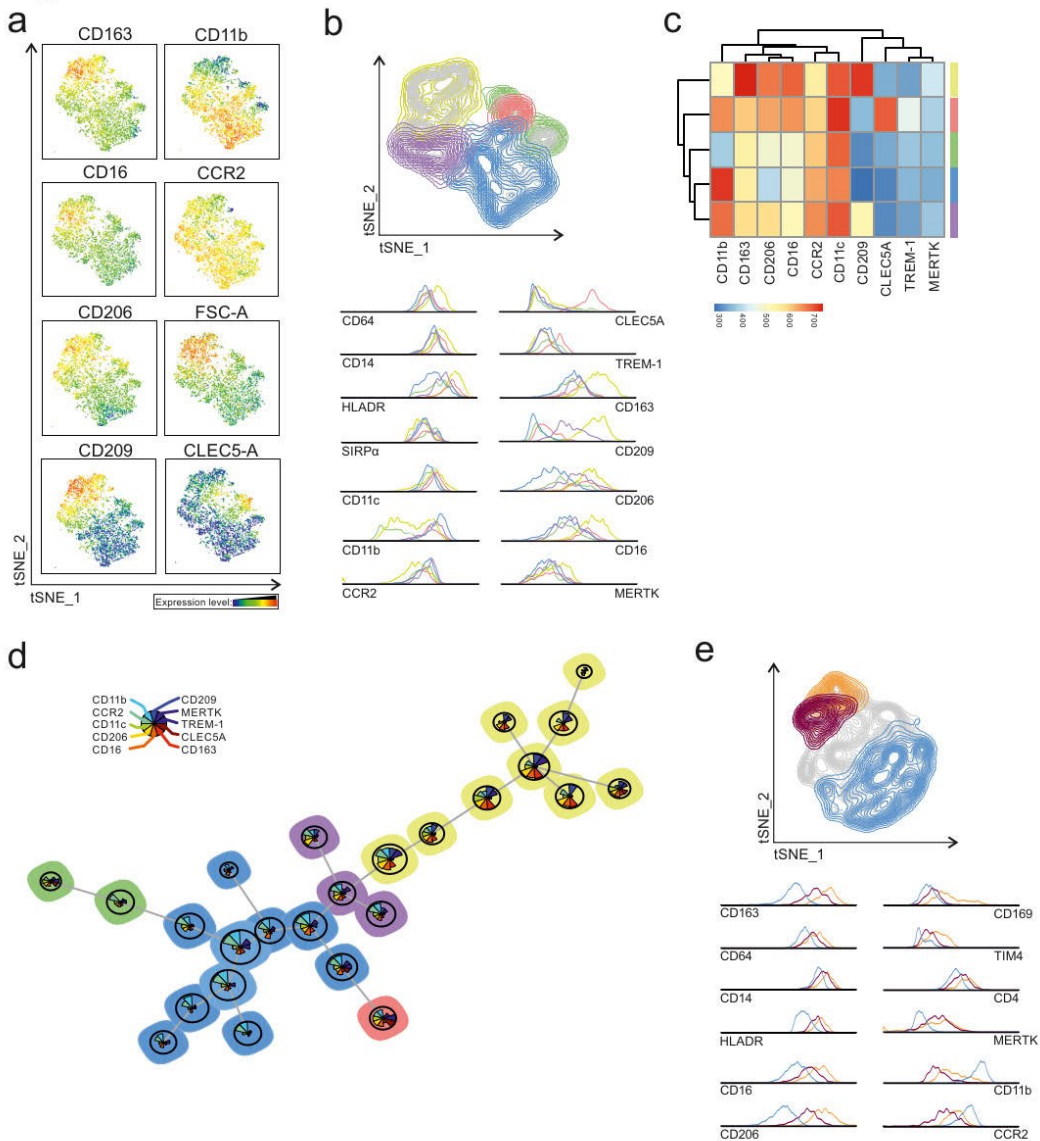 a
CD163
CD11b
CD16
CCR2
CD206
FSC-A
CD209
CLEC5-A
tSNE_2
tSNE_1
Expression level:
b
tSNE_2
tSNE_1
CD64
CLEC5A
CD14
TREM-1
HLADR
CD163
SIRPα
CD209
CD11c
CD206
CD11b
CD16
CCR2
MERTK
c
CD11b
CD163
CD206
CD16
CCR2
CD11c
CD209
CLEC5A
TREM-1
MERTK
300
400
500
600
700
d
CD11b
CD209
CCR2
MERTK
CD11c
TREM-1
CD206
CLEC5A
CD16
CD163
e
tSNE_2
tSNE_1
CD163
CD169
CD64
TIM4
CD14
CD4
HLADR
MERTK
CD16
CD11b
CD206
CCR2